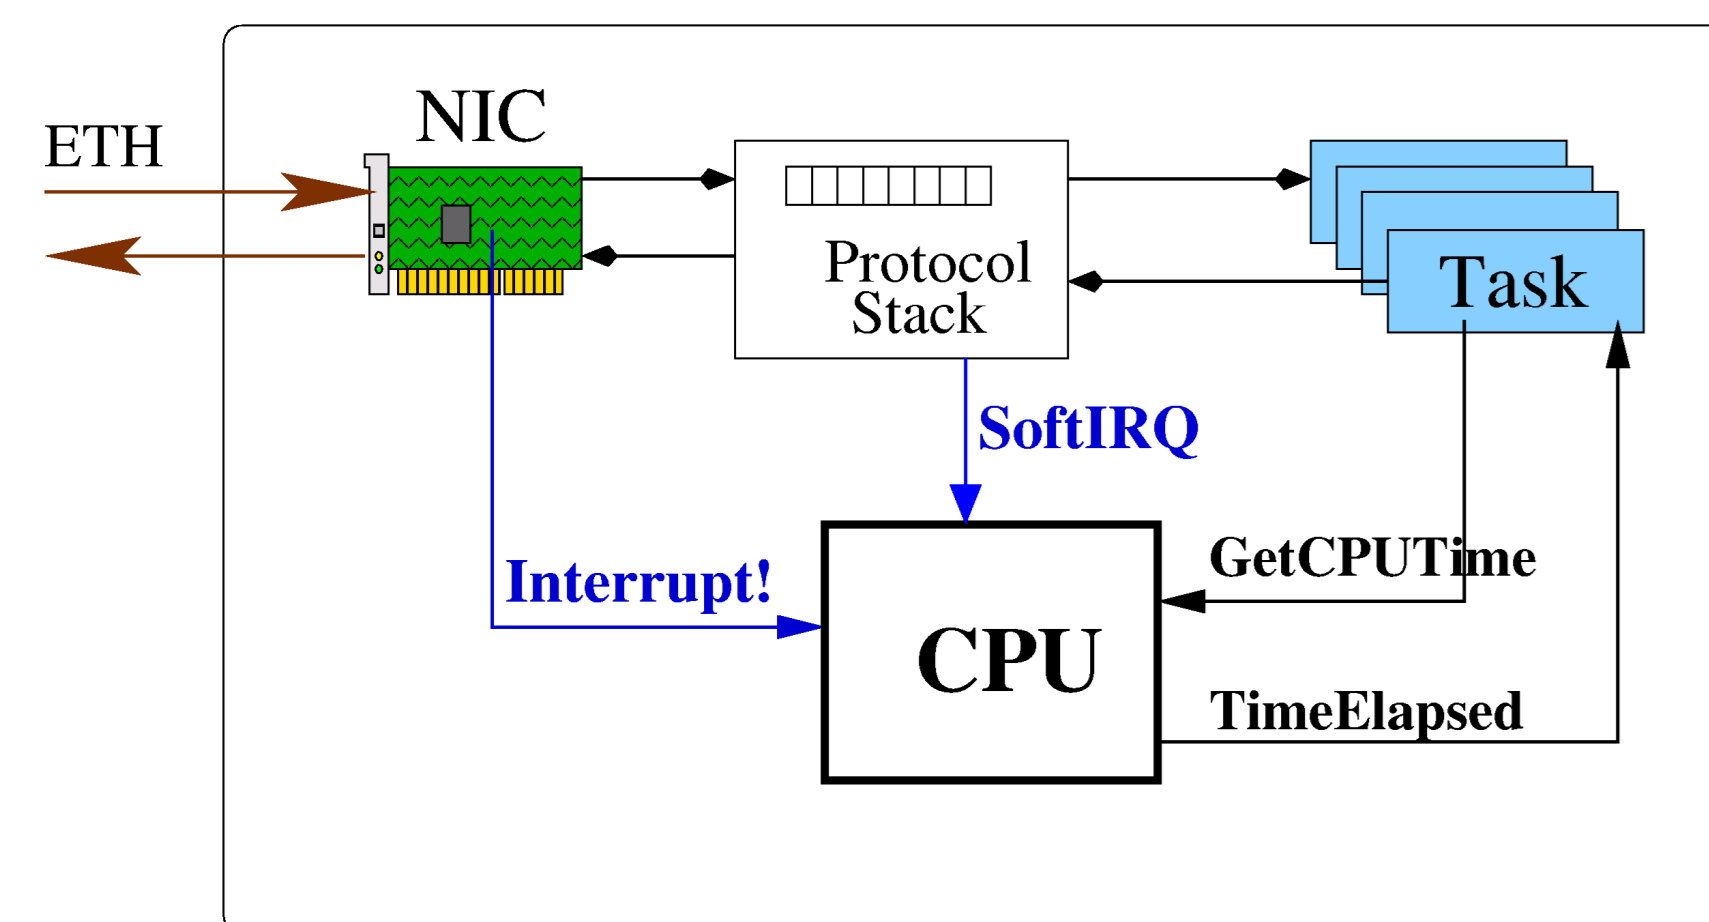 NIC
ETH
Protocol
Stack
Task
SoftIRQ
GetCPUTime
Interrupt!
CPU
TimeElapsed